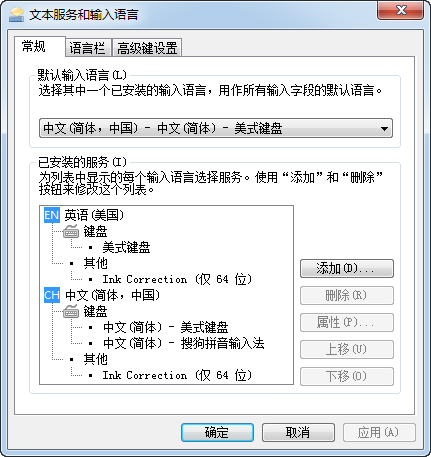 文本服务和输入语言
常规 语言栏 高级键设置
默认输入语言(L)
选择其中一个已安装的输入语言，用作所有输入字段的默认语言。
中文(简体，中国) - 中文(简体) - 美式键盘
已安装的服务(I)
为列表中显示的每个输入语言选择服务。使用“添加”和“删除”
按钮来修改这个列表。
EN 英语(美国)
键盘
美式键盘
其他
Ink Correction (仅 64 位)
CH 中文(简体，中国)
键盘
中文(简体) - 美式键盘
中文(简体) - 搜狗拼音输入法
其他
Ink Correction (仅 64 位)
添加(D)...
删除(R)
属性(P)...
上移(U)
下移(O)
确定 取消 应用(A)